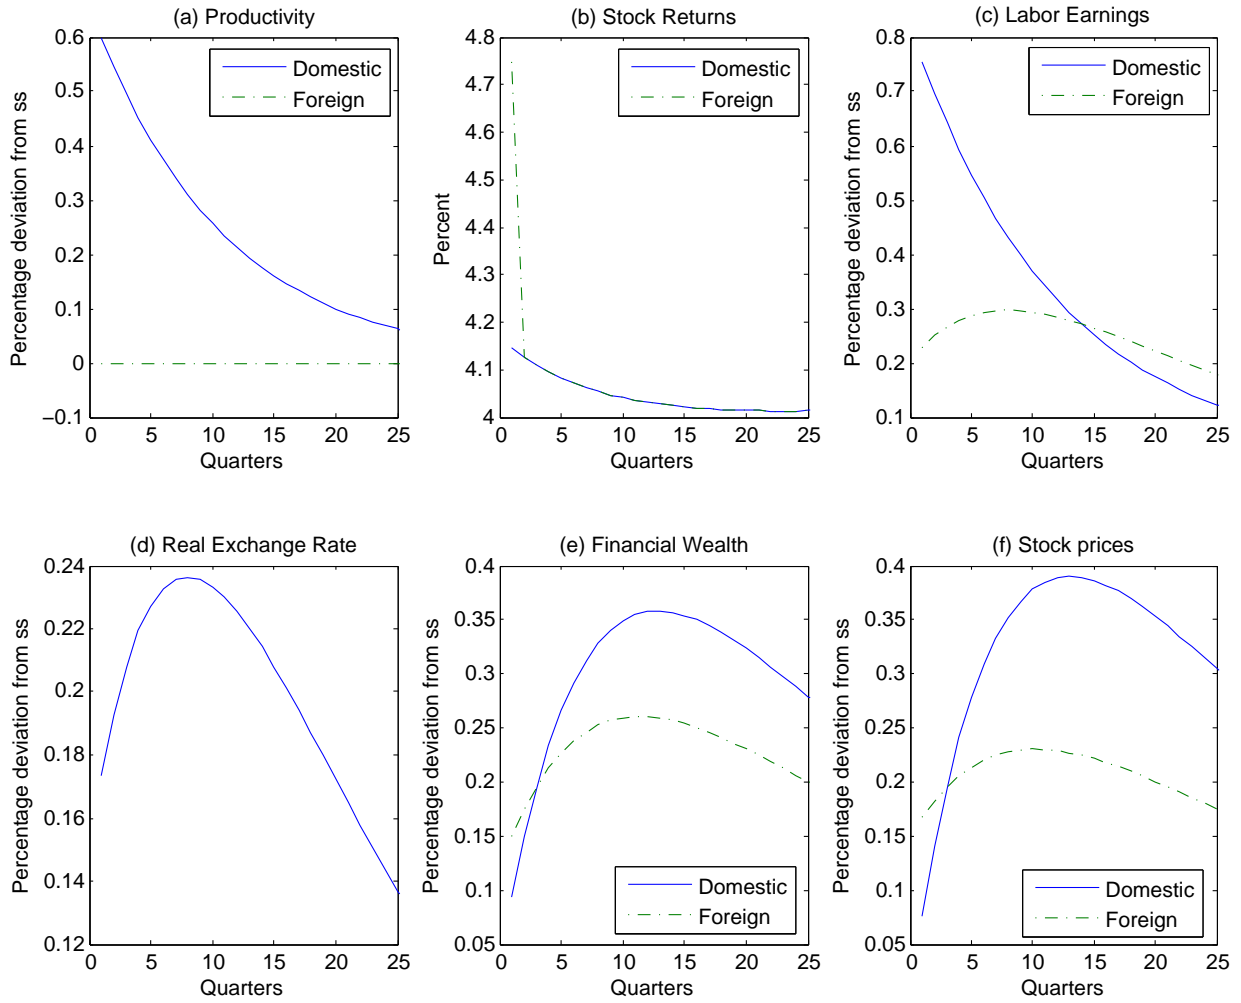 (a) Productivity
Percentage deviation from ss
0.6
0.5
0.4
0.3
0.2
0.1
0
−0.1
0 5 10 15 20 25
Quarters
Domestic
Foreign
(b) Stock Returns
Percent
4.8
4.7
4.6
4.5
4.4
4.3
4.2
4.1
4
0 5 10 15 20 25
Quarters
Domestic
Foreign
(c) Labor Earnings
Percentage deviation from ss
0.8
0.7
0.6
0.5
0.4
0.3
0.2
0.1
0 5 10 15 20 25
Quarters
Domestic
Foreign
(d) Real Exchange Rate
Percentage deviation from ss
0.24
0.22
0.2
0.18
0.16
0.14
0.12
0 5 10 15 20 25
Quarters
(e) Financial Wealth
Percentage deviation from ss
0.4
0.35
0.3
0.25
0.2
0.15
0.1
0.05
0 5 10 15 20 25
Quarters
Domestic
Foreign
(f) Stock prices
Percentage deviation from ss
0.4
0.35
0.3
0.25
0.2
0.15
0.1
0.05
0 5 10 15 20 25
Quarters
Domestic
Foreign